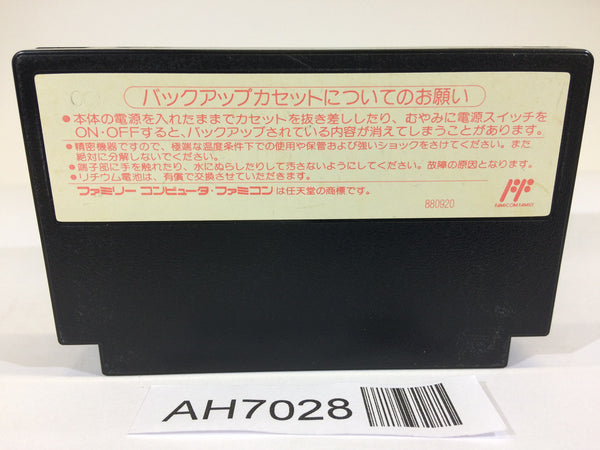 バックアップカセットについてのお願い
●本体の電源を入れたままでカセットを抜き差ししたり、むやみに電源スイッチを
ON・OFFすると、バックアップされている内容が消えてしまうことがあります。
●精密機器ですので、極端な温度条件下での使用や保管および強いショックをさけてください。また
絶対に分解しないでください。
●端子部に手を触れたり、水にぬらしたりして汚さないようにしてください。故障の原因となります。
●リチウム電池は、有償で交換させていただきます。
ファミリーコンピュータ・ファミコンは任天堂の商標です。
FAMICOM FAMILY
880920
AH7028